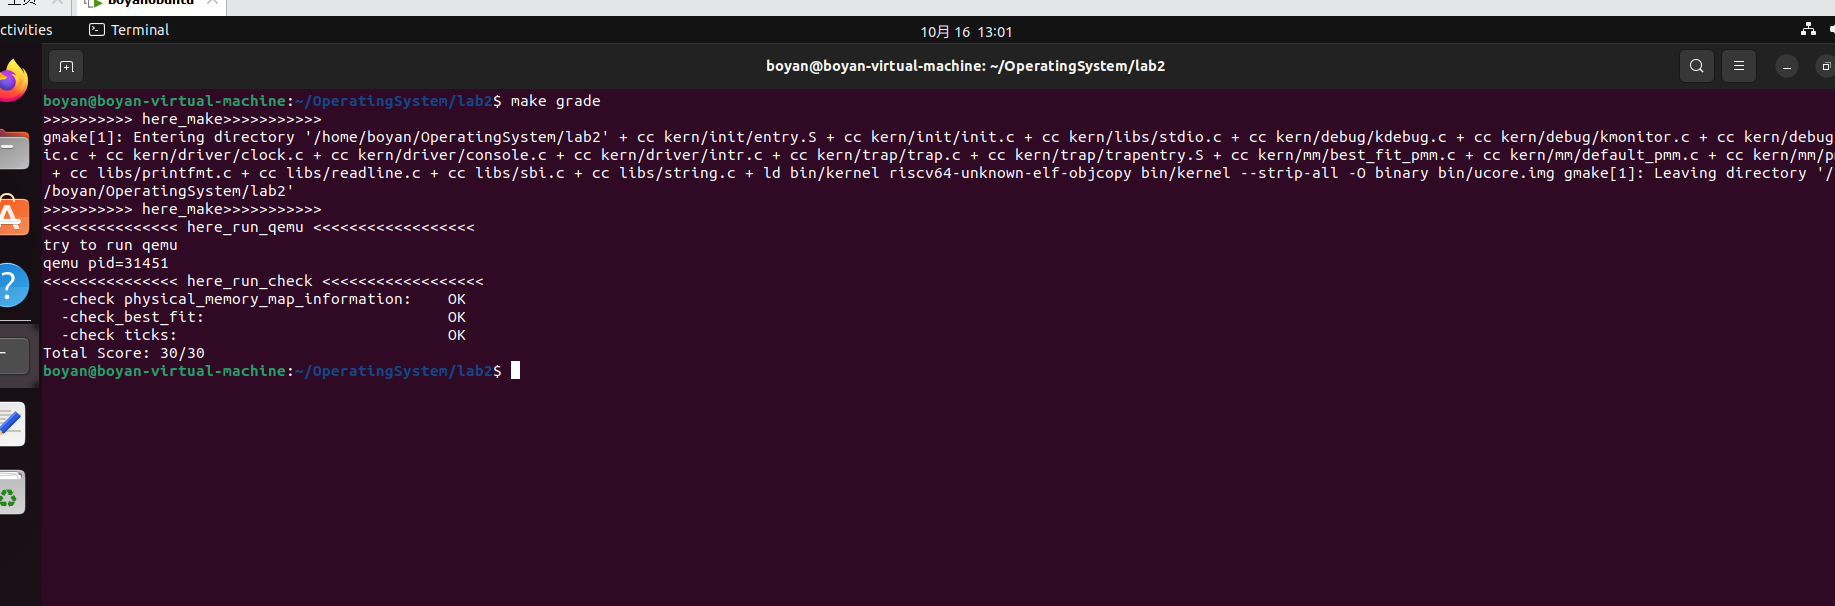 主页
boyanobuntu
ctivities
Terminal
10月 16 13:01
boyan@boyan-virtual-machine: ~/OperatingSystem/lab2
boyan@boyan-virtual-machine:~/OperatingSystem/lab2$ make grade
>>>>>>>>>> here_make>>>>>>>>>>>
gmake[1]: Entering directory '/home/boyan/OperatingSystem/lab2' + cc kern/init/entry.S + cc kern/init/init.c + cc kern/libs/stdio.c + cc kern/debug/kdebug.c + cc kern/debug/kmonitor.c + cc kern/debug
ic.c + cc kern/driver/clock.c + cc kern/driver/console.c + cc kern/driver/intr.c + cc kern/trap/trap.c + cc kern/trap/trapentry.S + cc kern/mm/best_fit_pmm.c + cc kern/mm/default_pmm.c + cc kern/mm/p
+ cc libs/printfmt.c + cc libs/readline.c + cc libs/sbi.c + cc libs/string.c + ld bin/kernel riscv64-unknown-elf-objcopy bin/kernel --strip-all -O binary bin/ucore.img gmake[1]: Leaving directory '/
/boyan/OperatingSystem/lab2'
>>>>>>>>>> here_make>>>>>>>>>>>
<<<<<<<<<<<<<<< here_run_qemu <<<<<<<<<<<<<<<<<<
try to run qemu
qemu pid=31451
<<<<<<<<<<<<<<< here_run_check <<<<<<<<<<<<<<<<<<
-check physical_memory_map_information: OK
-check_best_fit: OK
-check ticks: OK
Total Score: 30/30
boyan@boyan-virtual-machine:~/OperatingSystem/lab2$